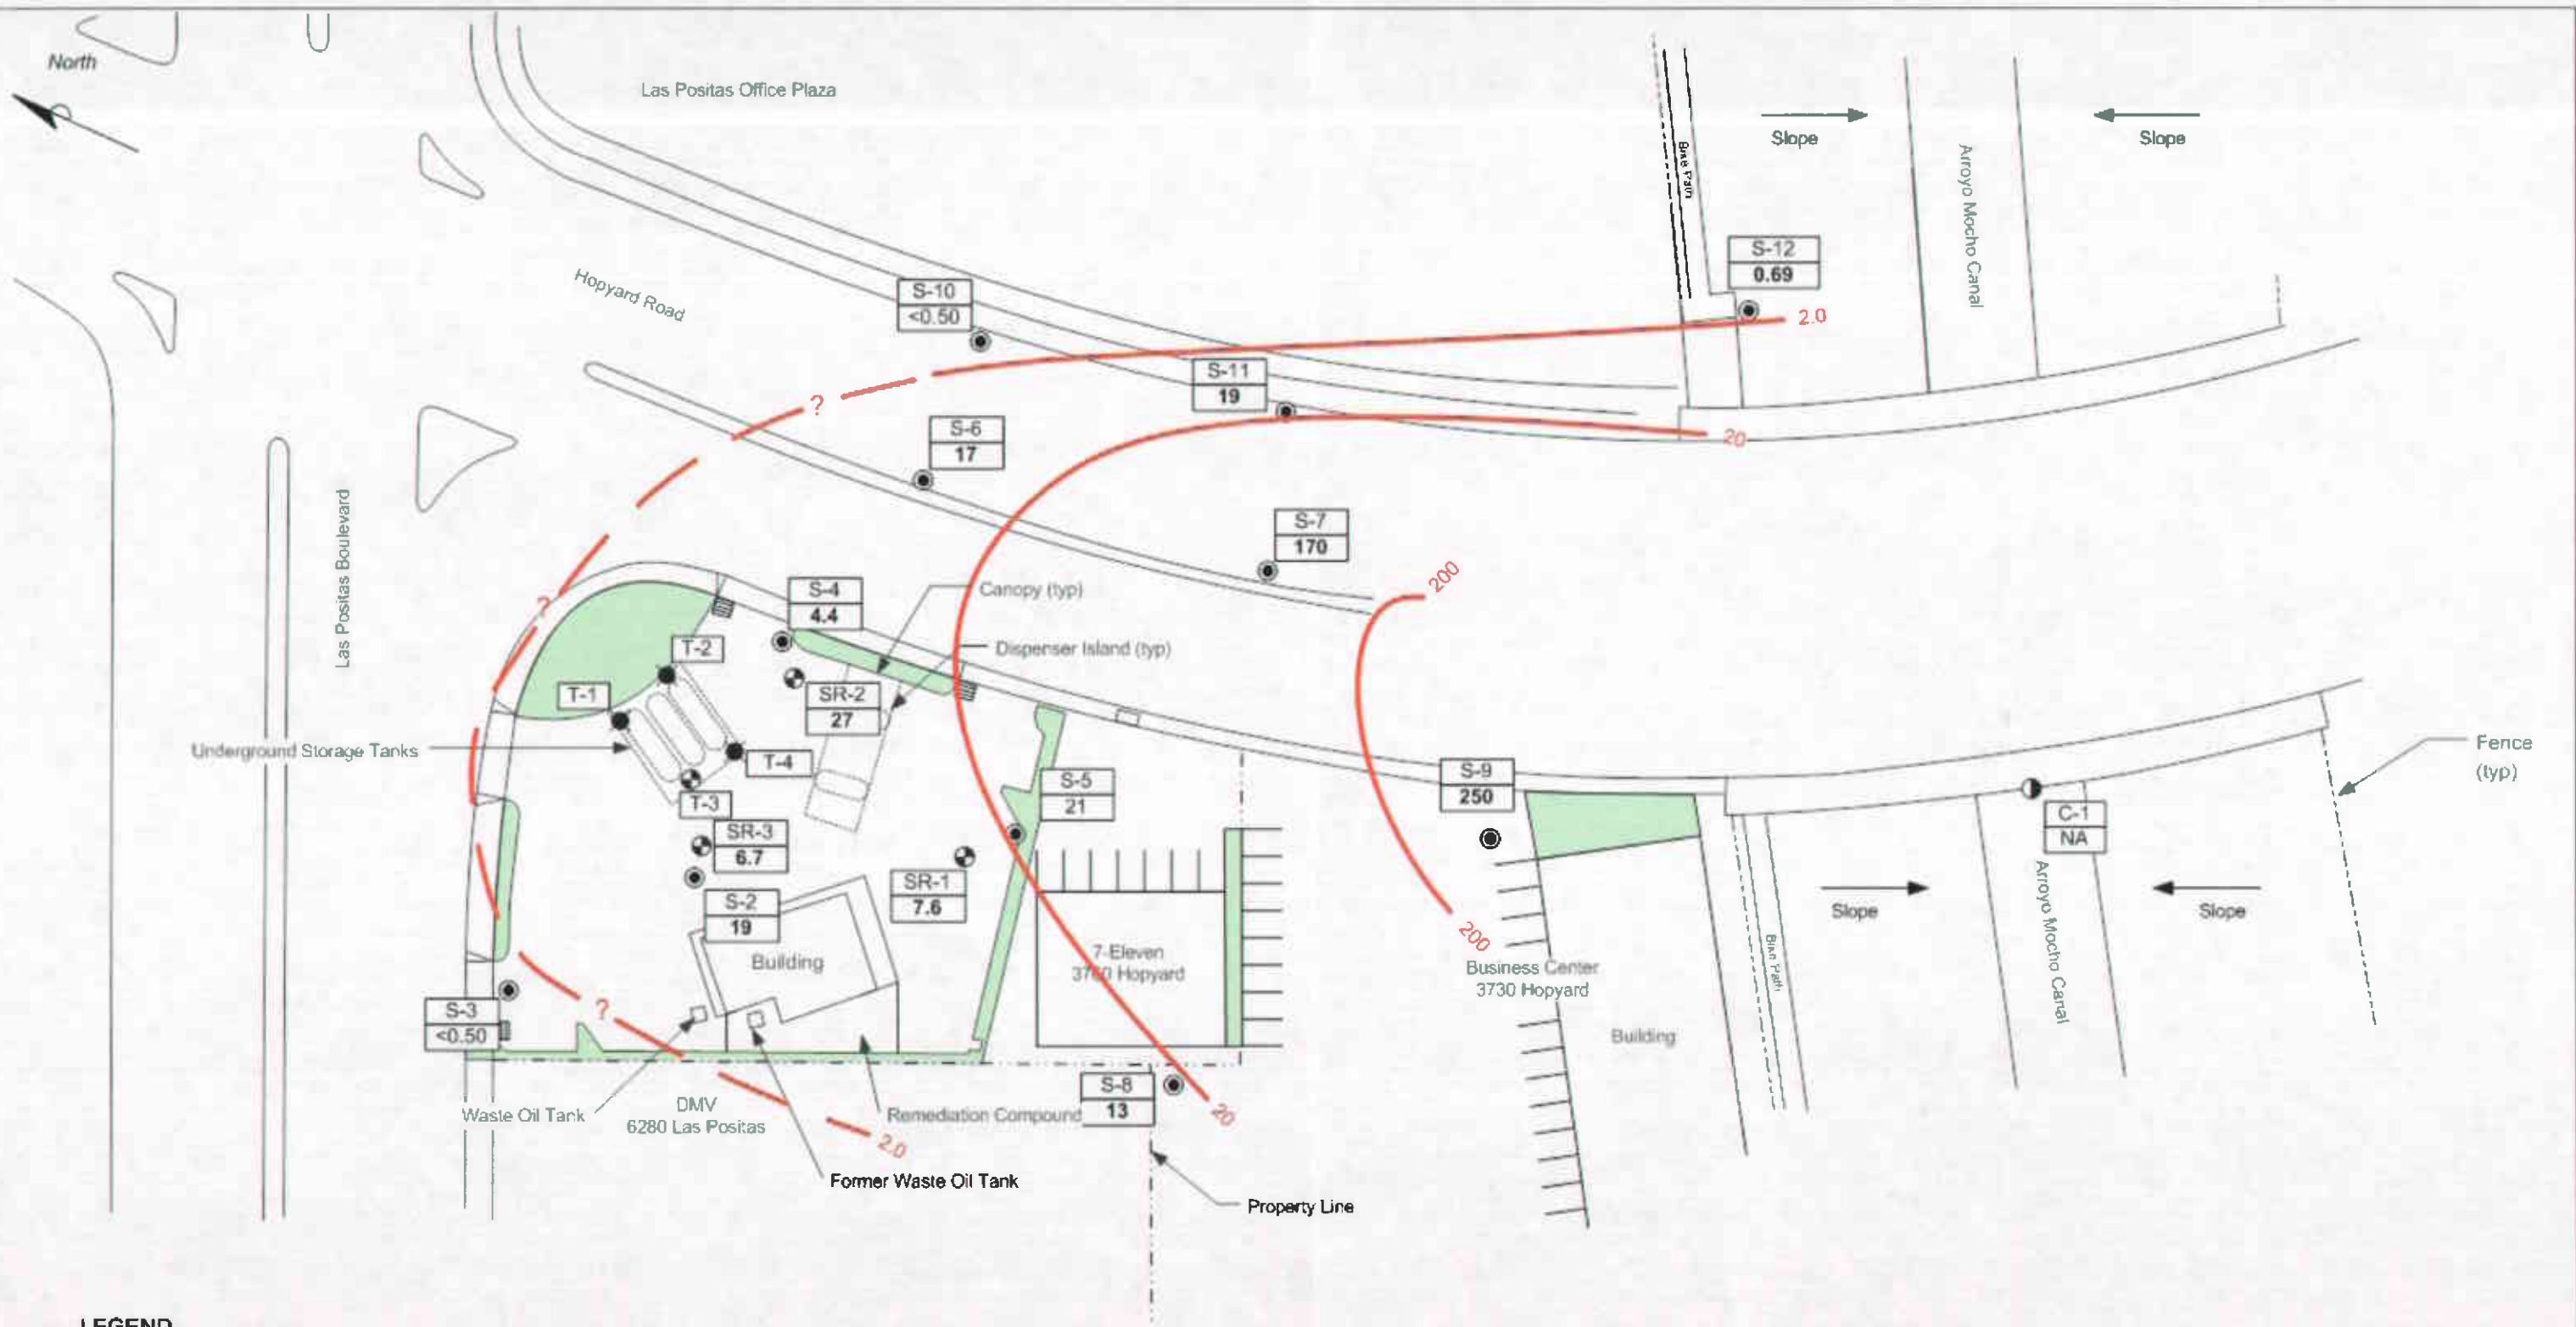 North
Las Positas Office Plaza
Slope
Slope
Bike Path
Arroyo Mocho Canal
S-12
0.69
2.0
Hopyard Road
S-10
<0.50
S-11
19
?
S-6
17
20
S-7
170
200
Las Positas Boulevard
S-4
4.4
Canopy (typ)
?
T-2
Dispenser Island (typ)
T-1
SR-2
27
Underground Storage Tanks
T-4
T-3
S-5
21
S-9
250
Fence
(typ)
C-1
NA
SR-3
6.7
SR-1
7.6
S-2
19
Slope
Slope
Arroyo Mocho Canal
Bike Path
200
Building
7-Eleven
3760 Hopyard
Business Center
3730 Hopyard
Building
S-3
<0.50
?
S-8
13
20
Waste Oil Tank
DMV
6280 Las Positas
Remediation Compound
2.0
Former Waste Oil Tank
Property Line
LEGEND